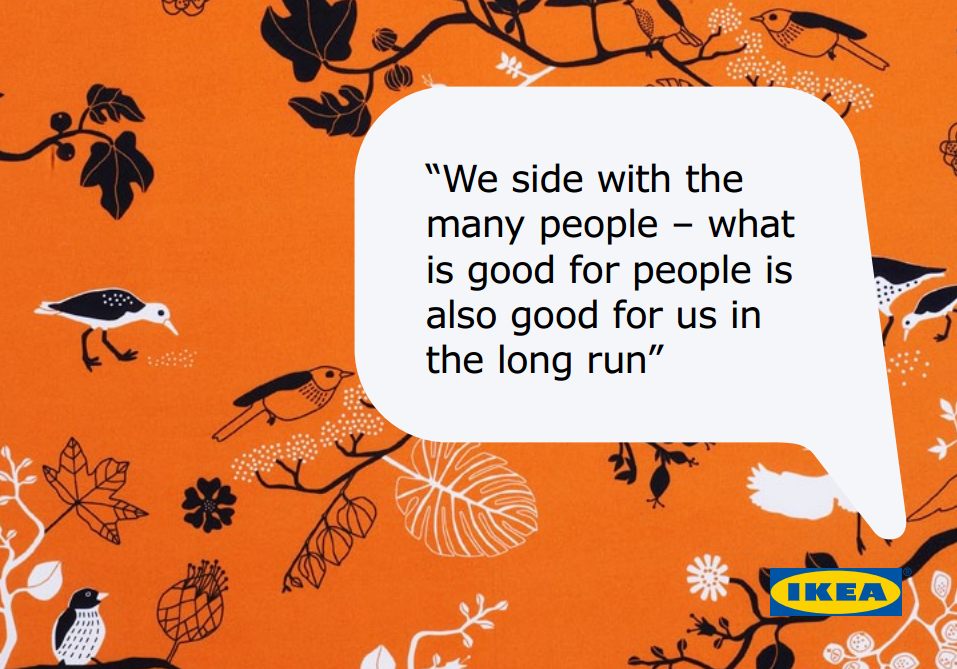 “We side with the
many people – what
is good for people is
also good for us in
the long run”
IKEA®